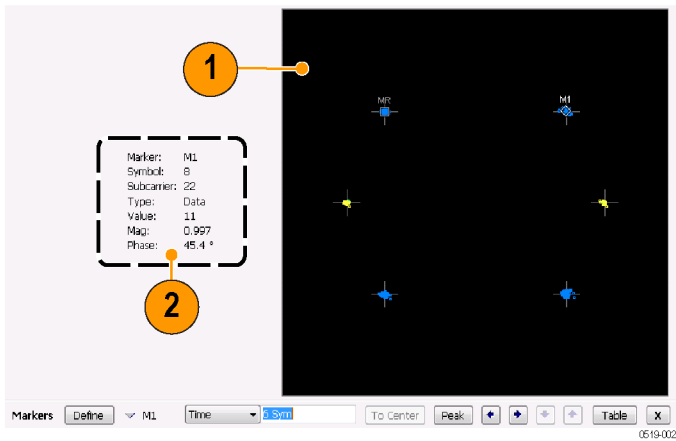 1
MR
M1
Marker: M1
Symbol: 8
Subcarrier: 22
Type: Data
Value: 11
Mag: 0.997
Phase: 45.4 °
2
Markers Define M1 Time 6 Sym To Center Peak Table X
0519-002